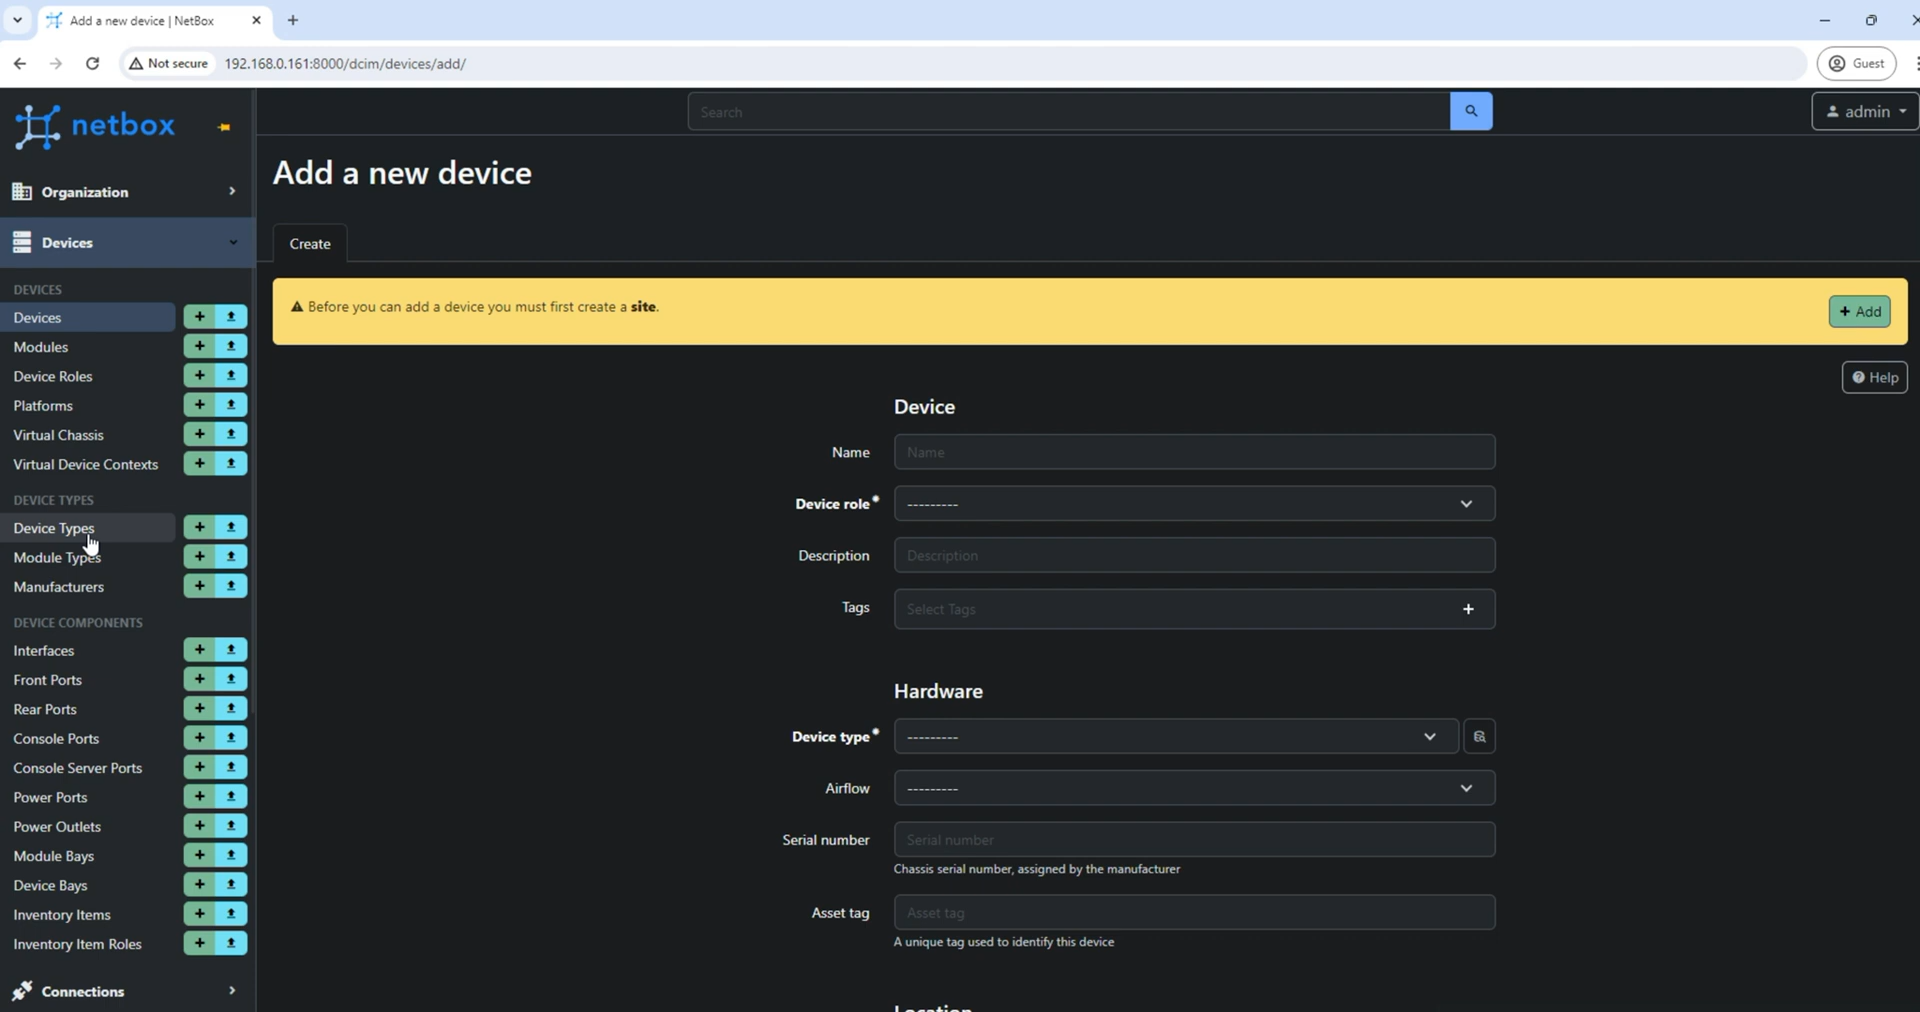 Add a new device | NetBox
Not secure
192.168.0.161:8000/dcim/devices/add/
Guest
netbox
Search
admin
Organization
Devices
DEVICES
Devices
Modules
Device Roles
Platforms
Virtual Chassis
Virtual Device Contexts
DEVICE TYPES
Device Types
Module Types
Manufacturers
DEVICE COMPONENTS
Interfaces
Front Ports
Rear Ports
Console Ports
Console Server Ports
Power Ports
Power Outlets
Module Bays
Device Bays
Inventory Items
Inventory Item Roles
Connections
Add a new device
Create
Before you can add a device you must first create a site.
+ Add
Help
Device
Name
Name
Device role*
---------
Description
Description
Tags
Select Tags
Hardware
Device type*
---------
Airflow
---------
Serial number
Serial number
Chassis serial number, assigned by the manufacturer
Asset tag
Asset tag
A unique tag used to identify this device
Location